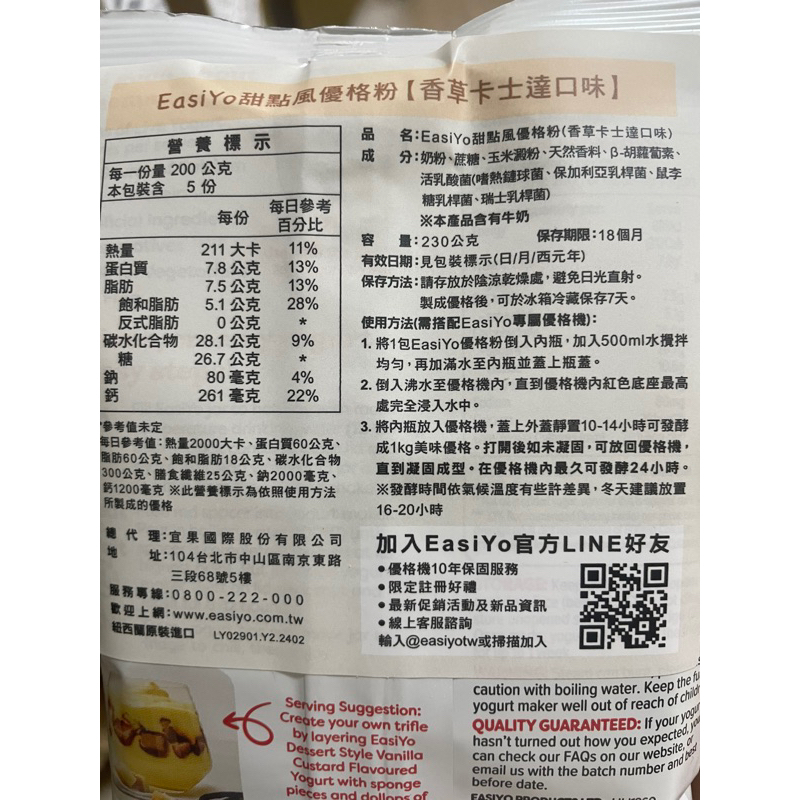 EasiYo甜點風優格粉【香草卡士達口味】
營養標示
每一份量 200 公克
本包裝含 5 份
每份 每日參考百分比
熱量 211 大卡 11%
蛋白質 7.8 公克 13%
脂肪 7.5 公克 13%
飽和脂肪 5.1 公克 28%
反式脂肪 0 公克 *
碳水化合物 28.1 公克 9%
糖 26.7 公克 *
鈉 80 毫克 4%
鈣 261 毫克 22%
*參考值未定
每日參考值:熱量2000大卡、蛋白質60公克、
脂肪60公克、飽和脂肪18公克、碳水化合物
300公克、膳食纖維25公克、鈉2000毫克、
鈣1200毫克 ※此營養標示為依照使用方法
所製成的優格
總代理:宜果國際股份有限公司
地址:104台北市中山區南京東路
三段68號5樓
服務專線:0800-222-000
歡迎上網:www.easiyo.com.tw
紐西蘭原裝進口 LY02901.Y2.2402
品名:EasiYo甜點風優格粉(香草卡士達口味)
成分:奶粉、蔗糖、玉米澱粉、天然香料、β-胡蘿蔔素、
活乳酸菌(嗜熱鏈球菌、保加利亞乳桿菌、鼠李
糖乳桿菌、瑞士乳桿菌)
※本產品含有牛奶
容量:230公克 保存期限:18個月
有效日期:見包裝標示(日/月/西元年)
保存方法:請存放於陰涼乾燥處,避免日光直射。
製成優格後,可於冰箱冷藏保存7天。
使用方法(需搭配EasiYo專屬優格機):
1. 將1包EasiYo優格粉倒入內瓶,加入500ml水攪拌
均勻,再加滿水至內瓶並蓋上瓶蓋。
2. 倒入沸水至優格機內,直到優格機內紅色底座最高
處完全浸入水中。
3. 將內瓶放入優格機,蓋上外蓋靜置10-14小時可發酵
成1kg美味優格。打開後如未凝固,可放回優格機,
直到凝固成型。在優格機內最久可發酵24小時。
※發酵時間依氣候溫度有些許差異,冬天建議放置
16-20小時
加入EasiYo官方LINE好友
●優格機10年保固服務
●限定註冊好禮
●最新促銷活動及新品資訊
●線上客服諮詢
輸入@easiyotw或掃描加入
Serving Suggestion:
Create your own trifle
by layering EasiYo
Dessert Style Vanilla
Custard Flavoured
Yogurt with sponge
pieces and dollops of
caution with boiling water. Keep the
yogurt maker well out of reach of
QUALITY GUARANTEED: If your
hasn't turned out how you expected,
can check our FAQs on our website, or
email us with the batch number and best
before date.